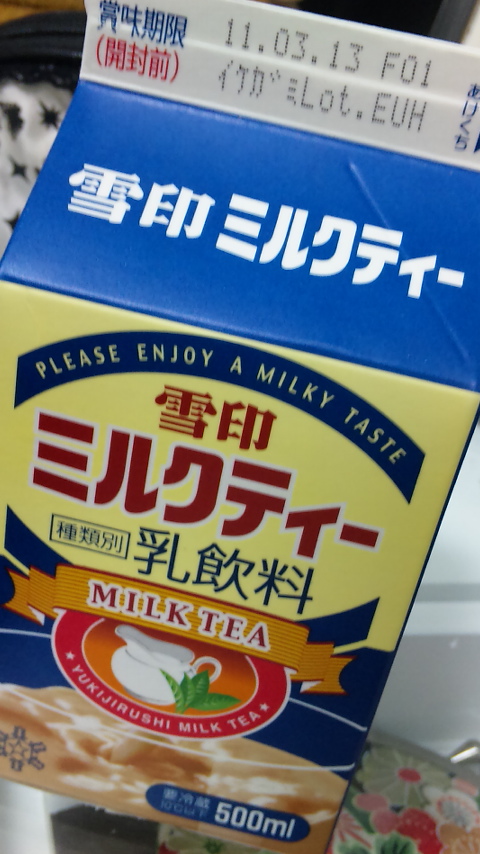 賞味期限
(開封前)
11.03.13 F01
イケガミLot.EUH
あけくち
雪印ミルクティー
PLEASE ENJOY A MILKY TASTE
雪印
ミルクティー
種類別 乳飲料
MILK TEA
★ YUKIJIRUSHI MILK TEA ★
要冷蔵
10℃以下
500ml